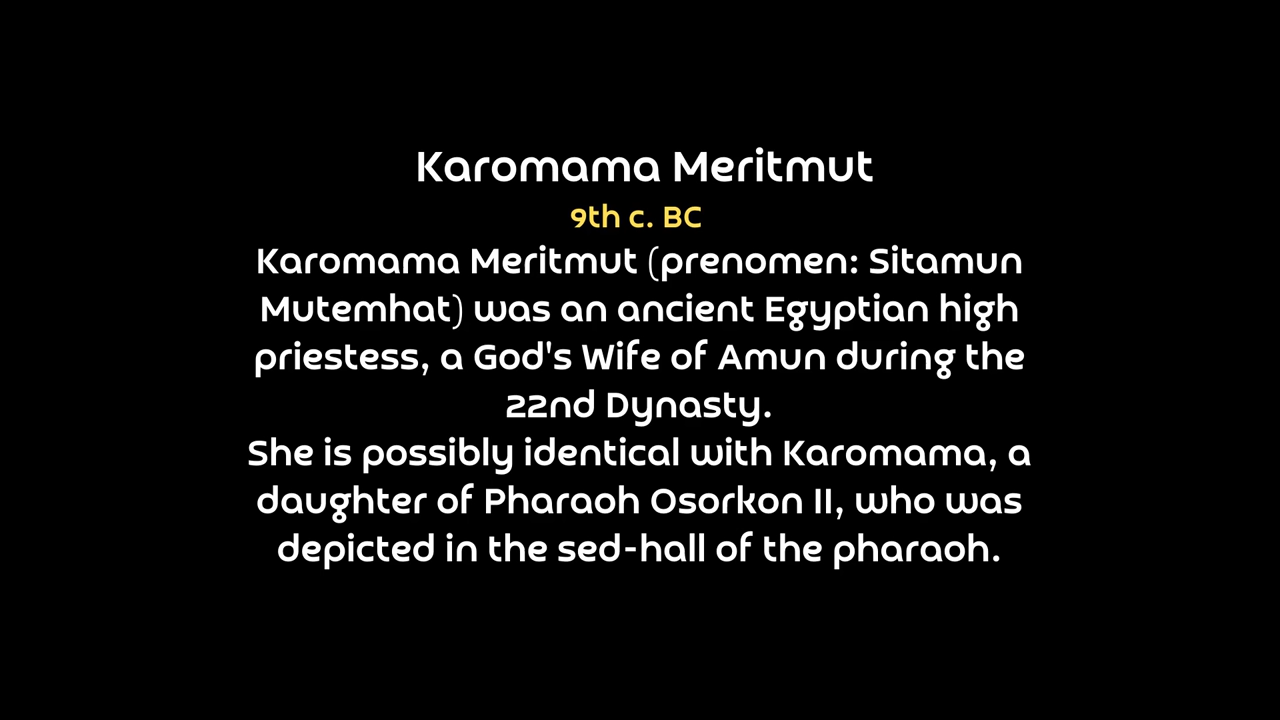 Karomama Meritmut
9th c. BC
Karomama Meritmut (prenomen: Sitamun
Mutemhat) was an ancient Egyptian high
priestess, a God's Wife of Amun during the
22nd Dynasty.
She is possibly identical with Karomama, a
daughter of Pharaoh Osorkon II, who was
depicted in the sed-hall of the pharaoh.